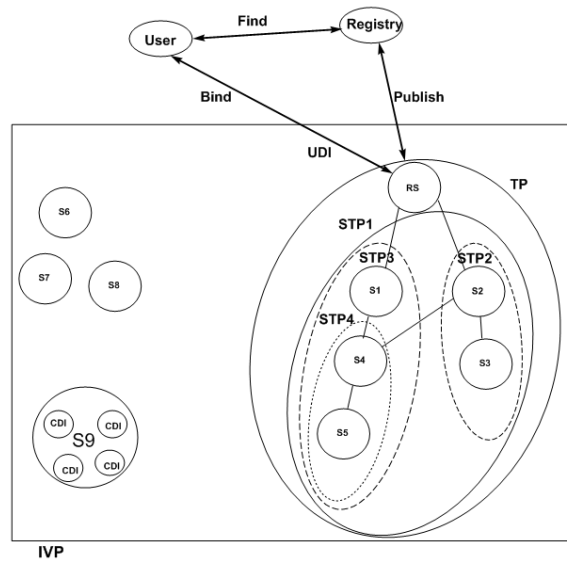 Find
User
Registry
Bind
Publish
UDI
RS
TP
S6
STP1
STP3
STP2
S7
S8
S1
S2
STP4
S4
S3
CDI
CDI
S9
S5
CDI
CDI
IVP